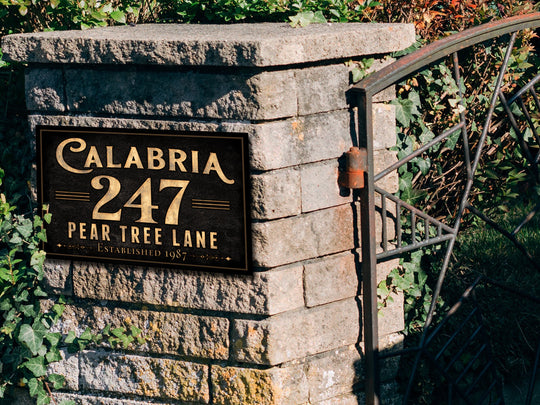 CALABRIA
247
PEAR TREE LANE
ESTABLISHED 1987